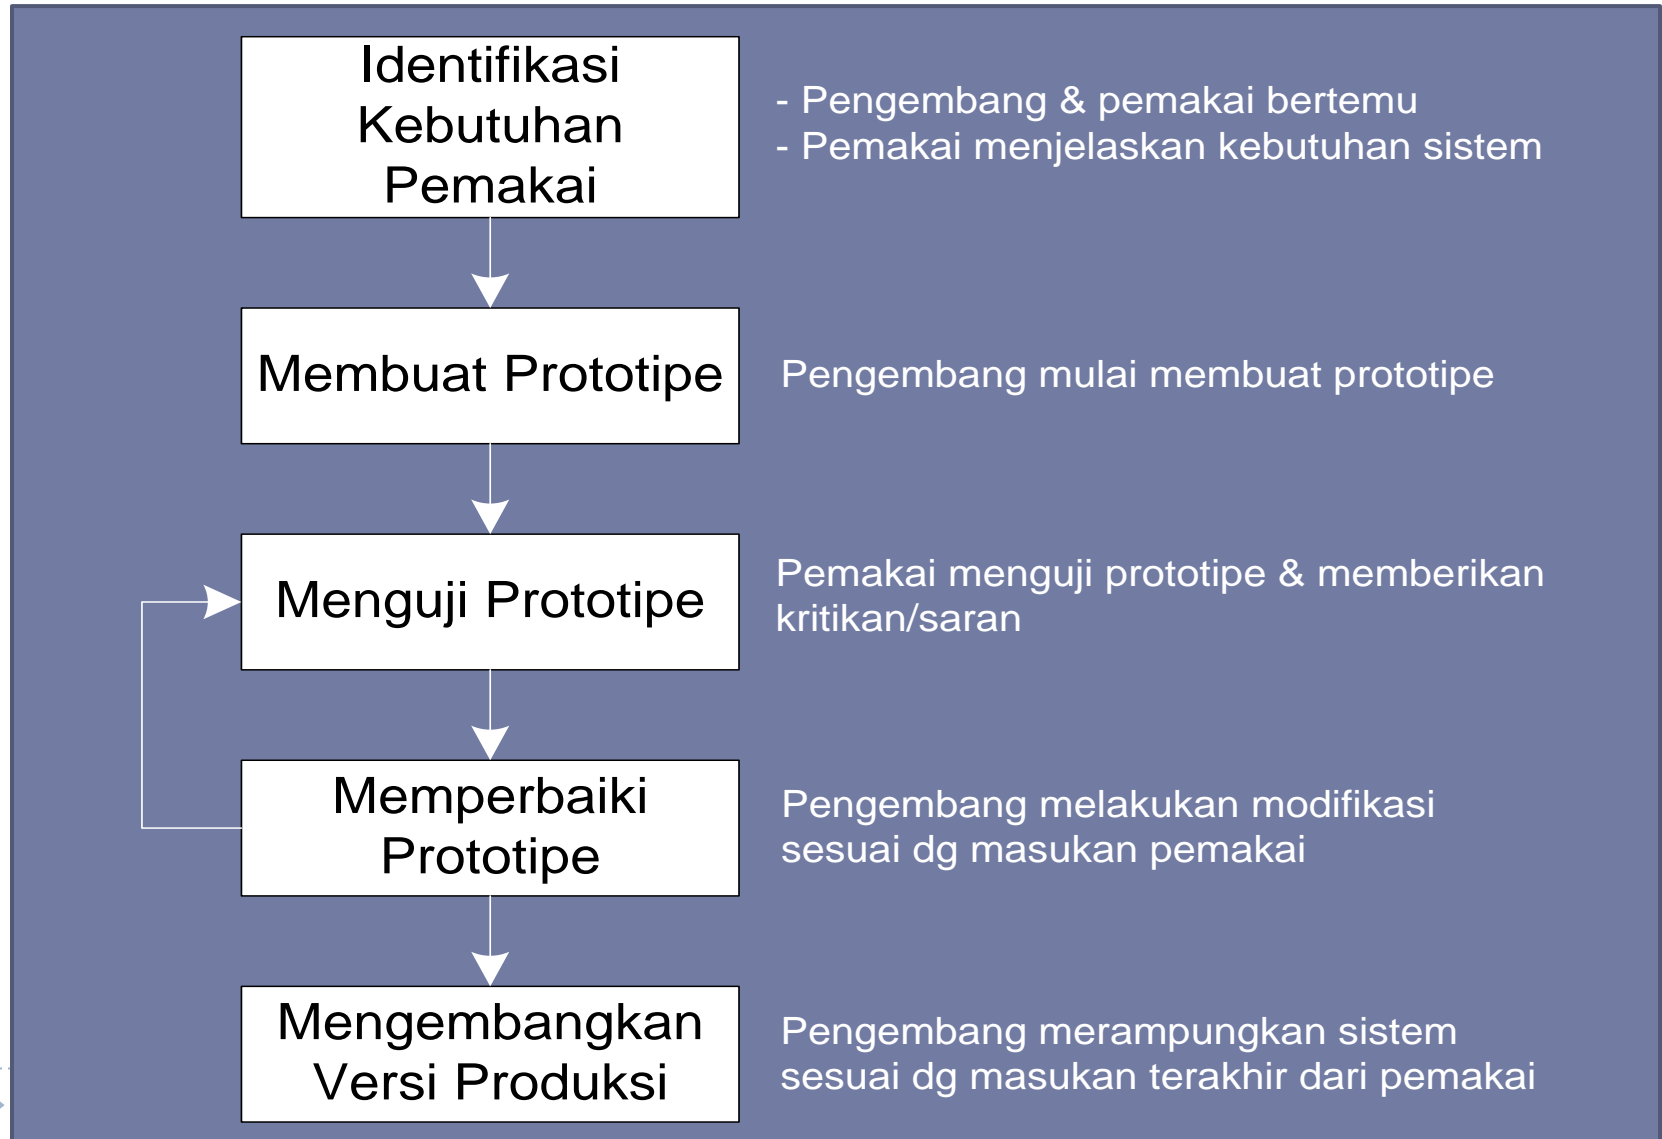 Identifikasi
Kebutuhan
Pemakai
- Pengembang & pemakai bertemu
- Pemakai menjelaskan kebutuhan sistem
Membuat Prototipe
Pengembang mulai membuat prototipe
Menguji Prototipe
Pemakai menguji prototipe & memberikan
kritikan/saran
Memperbaiki
Prototipe
Pengembang melakukan modifikasi
sesuai dg masukan pemakai
Mengembangkan
Versi Produksi
Pengembang merampungkan sistem
sesuai dg masukan terakhir dari pemakai